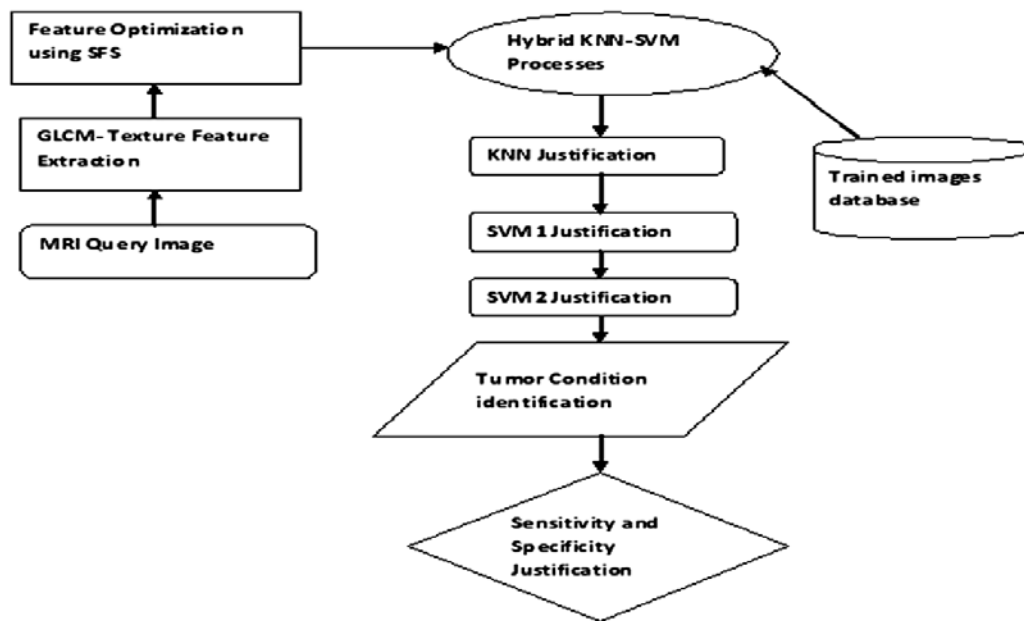 Feature Optimization
using SFS
Hybrid KNN-SVM
Processes
GLCM- Texture Feature
Extraction
KNN Justification
Trained images
database
MRI Query Image
SVM 1 Justification
SVM 2 Justification
Tumor Condition
identification
Sensitivity and
Specificity
Justification